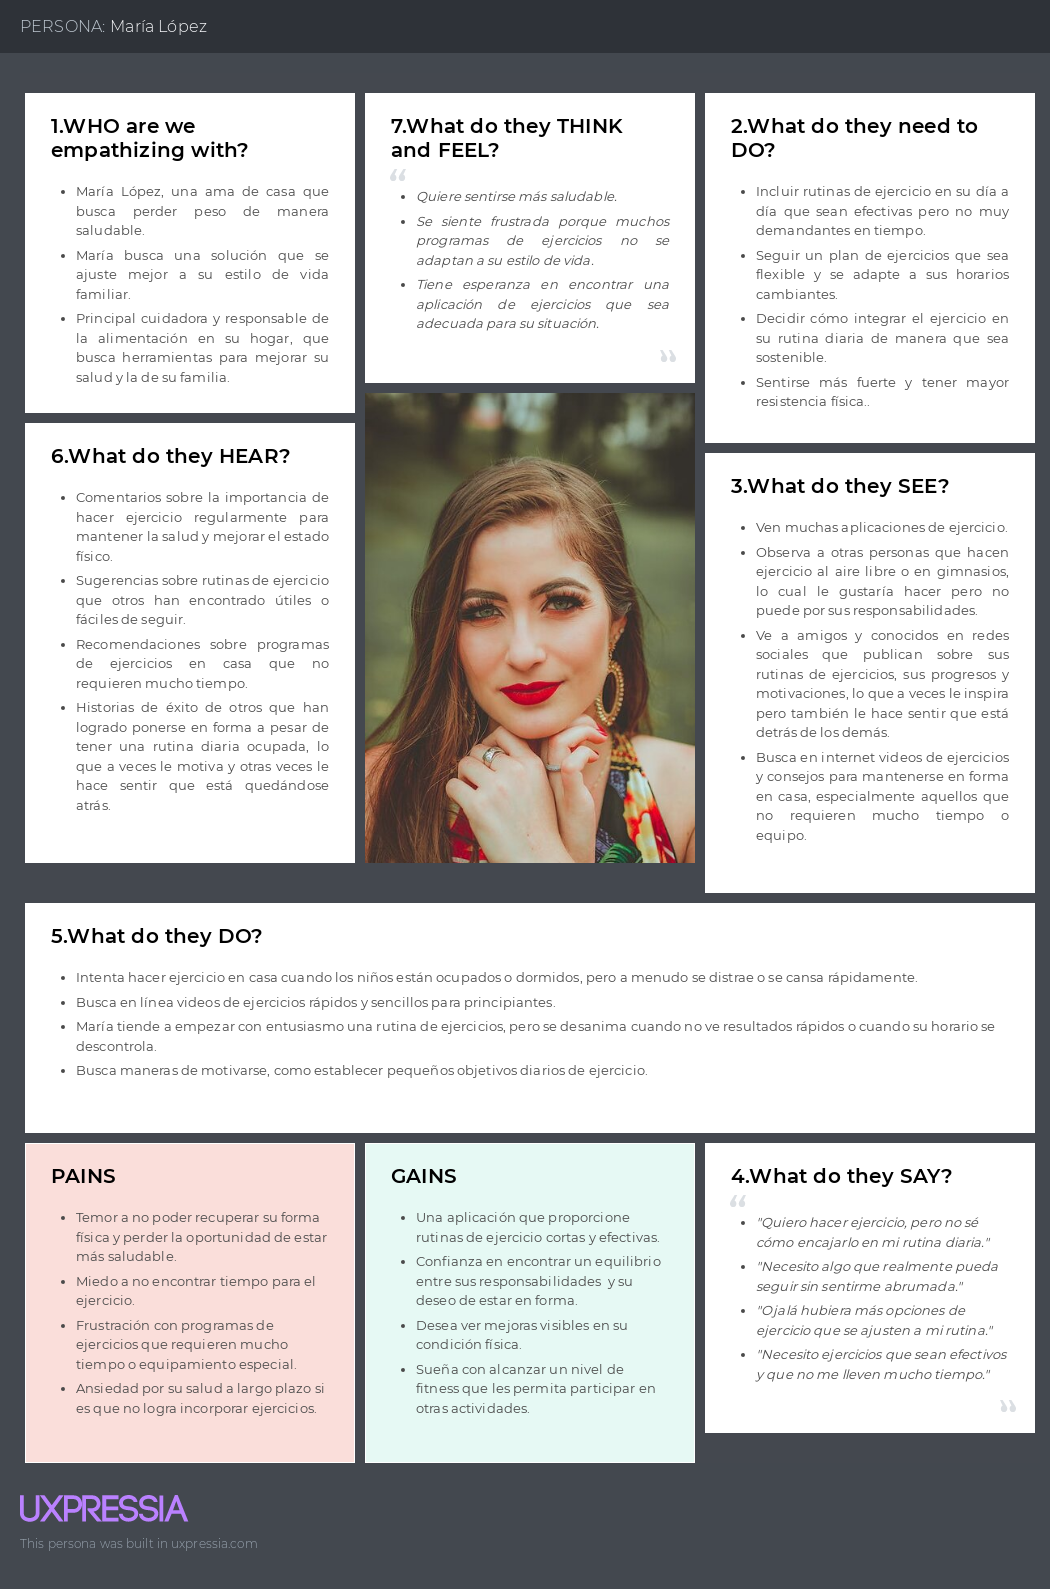 PERSONA: María López
1.WHO are we
empathizing with?
María López, una ama de casa que
busca perder peso de manera
saludable.
María busca una solución que se
ajuste mejor a su estilo de vida
familiar.
Principal cuidadora y responsable de
la alimentación en su hogar, que
busca herramientas para mejorar su
salud y la de su familia.
7.What do they THINK
and FEEL?
“
Quiere sentirse más saludable.
Se siente frustrada porque muchos
programas de ejercicios no se
adaptan a su estilo de vida.
Tiene esperanza en encontrar una
aplicación de ejercicios que sea
adecuada para su situación.
”
2.What do they need to
DO?
Incluir rutinas de ejercicio en su día a
día que sean efectivas pero no muy
demandantes en tiempo.
Seguir un plan de ejercicios que sea
flexible y se adapte a sus horarios
cambiantes.
Decidir cómo integrar el ejercicio en
su rutina diaria de manera que sea
sostenible.
Sentirse más fuerte y tener mayor
resistencia física..
6.What do they HEAR?
Comentarios sobre la importancia de
hacer ejercicio regularmente para
mantener la salud y mejorar el estado
físico.
Sugerencias sobre rutinas de ejercicio
que otros han encontrado útiles o
fáciles de seguir.
Recomendaciones sobre programas
de ejercicios en casa que no
requieren mucho tiempo.
Historias de éxito de otros que han
logrado ponerse en forma a pesar de
tener una rutina diaria ocupada, lo
que a veces le motiva y otras veces le
hace sentir que está quedándose
atrás.
3.What do they SEE?
Ven muchas aplicaciones de ejercicio.
Observa a otras personas que hacen
ejercicio al aire libre o en gimnasios,
lo cual le gustaría hacer pero no
puede por sus responsabilidades.
Ve a amigos y conocidos en redes
sociales que publican sobre sus
rutinas de ejercicios, sus progresos y
motivaciones, lo que a veces le inspira
pero también le hace sentir que está
detrás de los demás.
Busca en internet videos de ejercicios
y consejos para mantenerse en forma
en casa, especialmente aquellos que
no requieren mucho tiempo o
equipo.
5.What do they DO?
Intenta hacer ejercicio en casa cuando los niños están ocupados o dormidos, pero a menudo se distrae o se cansa rápidamente.
Busca en línea videos de ejercicios rápidos y sencillos para principiantes.
María tiende a empezar con entusiasmo una rutina de ejercicios, pero se desanima cuando no ve resultados rápidos o cuando su horario se
descontrola.
Busca maneras de motivarse, como establecer pequeños objetivos diarios de ejercicio.
PAINS
Temor a no poder recuperar su forma
física y perder la oportunidad de estar
más saludable.
Miedo a no encontrar tiempo para el
ejercicio.
Frustración con programas de
ejercicios que requieren mucho
tiempo o equipamiento especial.
Ansiedad por su salud a largo plazo si
es que no logra incorporar ejercicios.
GAINS
Una aplicación que proporcione
rutinas de ejercicio cortas y efectivas.
Confianza en encontrar un equilibrio
entre sus responsabilidades y su
deseo de estar en forma.
Desea ver mejoras visibles en su
condición física.
Sueña con alcanzar un nivel de
fitness que les permita participar en
otras actividades.
4.What do they SAY?
“
"Quiero hacer ejercicio, pero no sé
cómo encajarlo en mi rutina diaria."
"Necesito algo que realmente pueda
seguir sin sentirme abrumada."
"Ojalá hubiera más opciones de
ejercicio que se ajusten a mi rutina."
"Necesito ejercicios que sean efectivos
y que no me lleven mucho tiempo."
”
UXPRESSIA
This persona was built in uxpressia.com